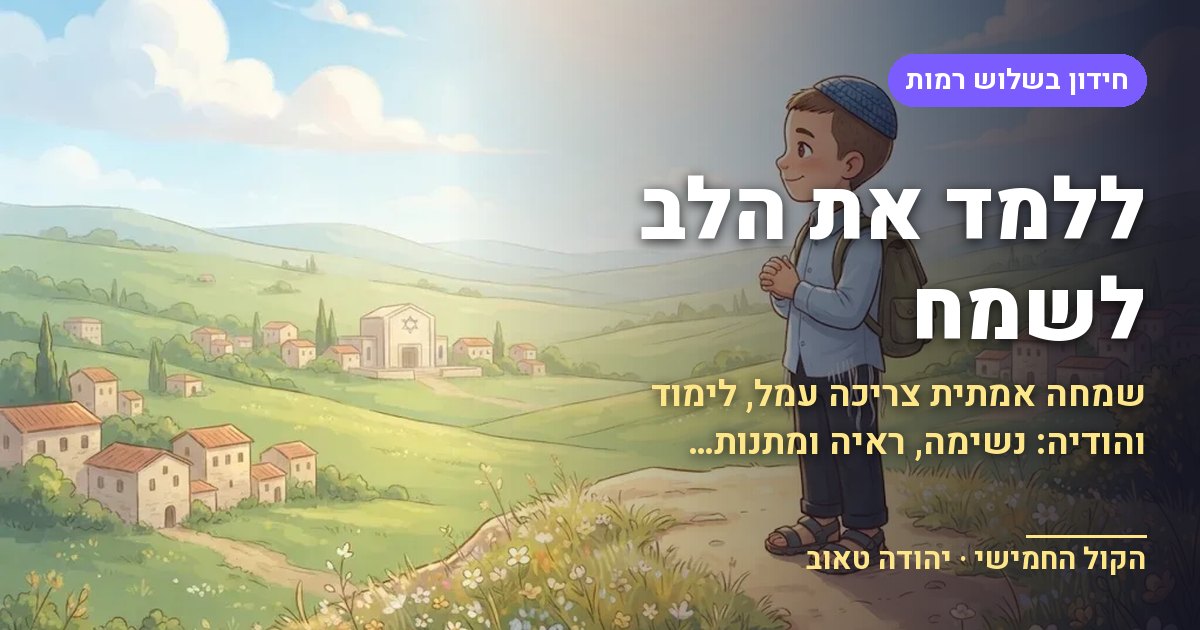 חידון בשלוש רמות
ללמד את הלב
לשמח
שמחה אמתית צריכה עמל, לימוד
והודיה: נשימה, ראיה ומתנות...
הקול החמישי · יהודה טאוב